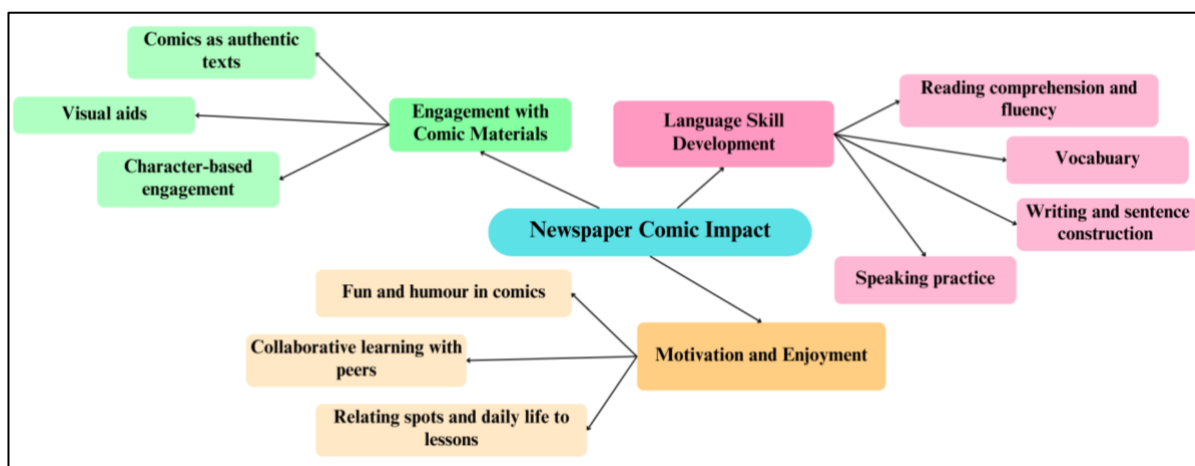 Comics as authentic
texts
Visual aids
Character-based
engagement
Engagement with
Comic Materials
Language Skill
Development
Reading comprehension and
fluency
Vocabuary
Writing and sentence
construction
Speaking practice
Newspaper Comic Impact
Fun and humour in comics
Collaborative learning with
peers
Relating spots and daily life to
lessons
Motivation and Enjoyment